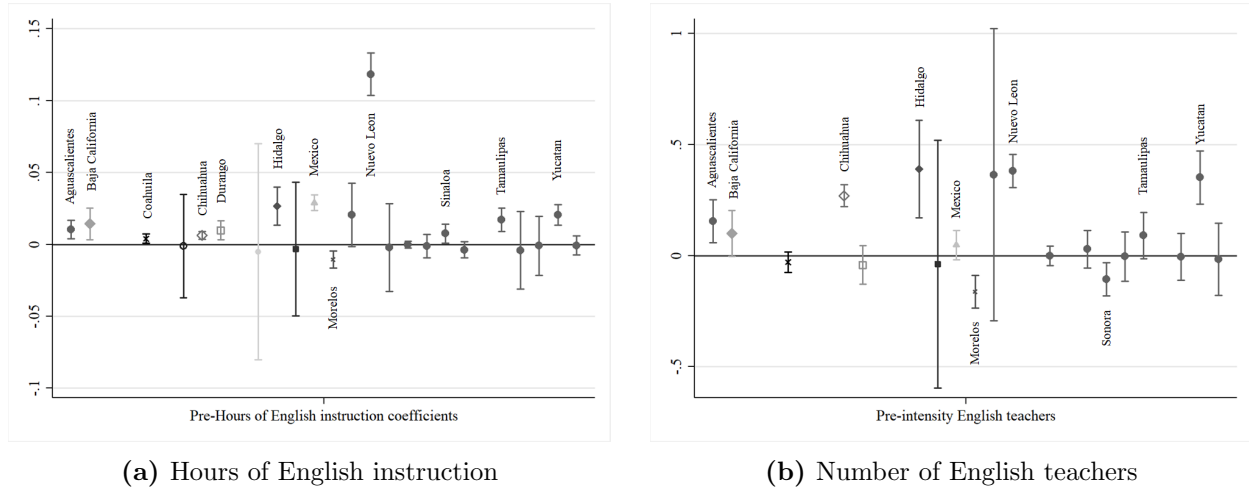 .15
.1
.05
0
-.05
-.1
Aguascalientes
Baja California
Coahuila
Chihuahua
Durango
Hidalgo
Mexico
Morelos
Nuevo Leon
Sinaloa
Tamaulipas
Yucatan
Pre-Hours of English instruction coefficients
(a) Hours of English instruction
1
.5
0
-.5
Aguascalientes
Baja California
Chihuahua
Hidalgo
Mexico
Morelos
Nuevo Leon
Sonora
Tamaulipas
Yucatan
Pre-intensity English teachers
(b) Number of English teachers